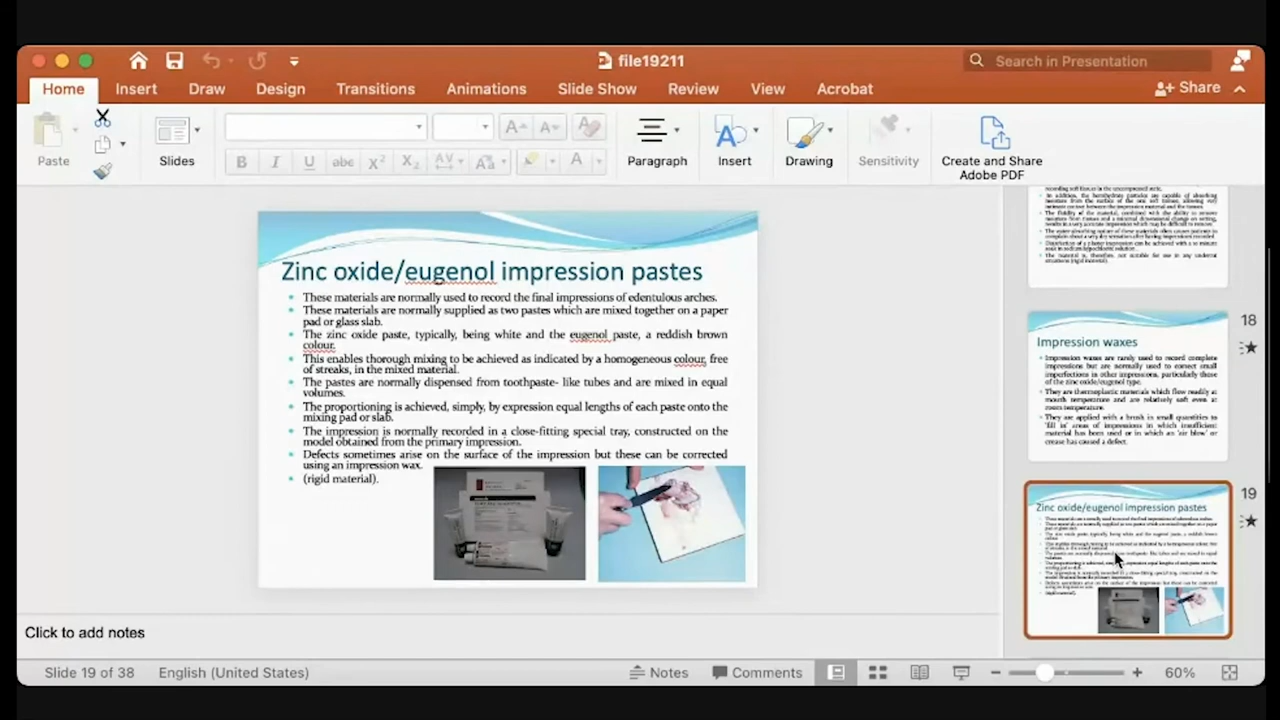 file19211
Search in Presentation
Home
Insert
Draw
Design
Transitions
Animations
Slide Show
Review
View
Acrobat
Share
Paste
Slides
B I U abc X² X₂ AV Aa A
Paragraph
Insert
Drawing
Sensitivity
Create and Share
Adobe PDF
Zinc oxide/eugenol impression pastes
These materials are normally used to record the final impressions of edentulous arches.
These materials are normally supplied as two pastes which are mixed together on a paper
pad or glass slab.
The zinc oxide paste, typically, being white and the eugenol paste, a reddish brown
colour.
This enables thorough mixing to be achieved as indicated by a homogeneous colour, free
of streaks, in the mixed material.
The pastes are normally dispensed from toothpaste- like tubes and are mixed in equal
volumes.
The proportioning is achieved, simply, by expression equal lengths of each paste onto the
mixing pad or slab.
The impression is normally recorded in a close-fitting special tray, constructed on the
model obtained from the primary impression.
Defects sometimes arise on the surface of the impression but these can be corrected
using an impression wax.
(rigid material).
18
Impression waxes
Impression waxes are rarely used to record complete
impressions but are normally used to correct small
imperfections in other impressions, particularly those
of the zinc oxide/eugenol type.
They are thermoplastic materials which flow readily at
mouth temperature and are relatively soft even at
room temperature.
They are applied with a brush in small quantities to
'fill in' areas of impressions in which insufficient
material has been used or in which an 'air blow' or
crease has caused a defect.
19
Zinc oxide/eugenol impression pastes
Click to add notes
Slide 19 of 38
English (United States)
Notes
Comments
60%